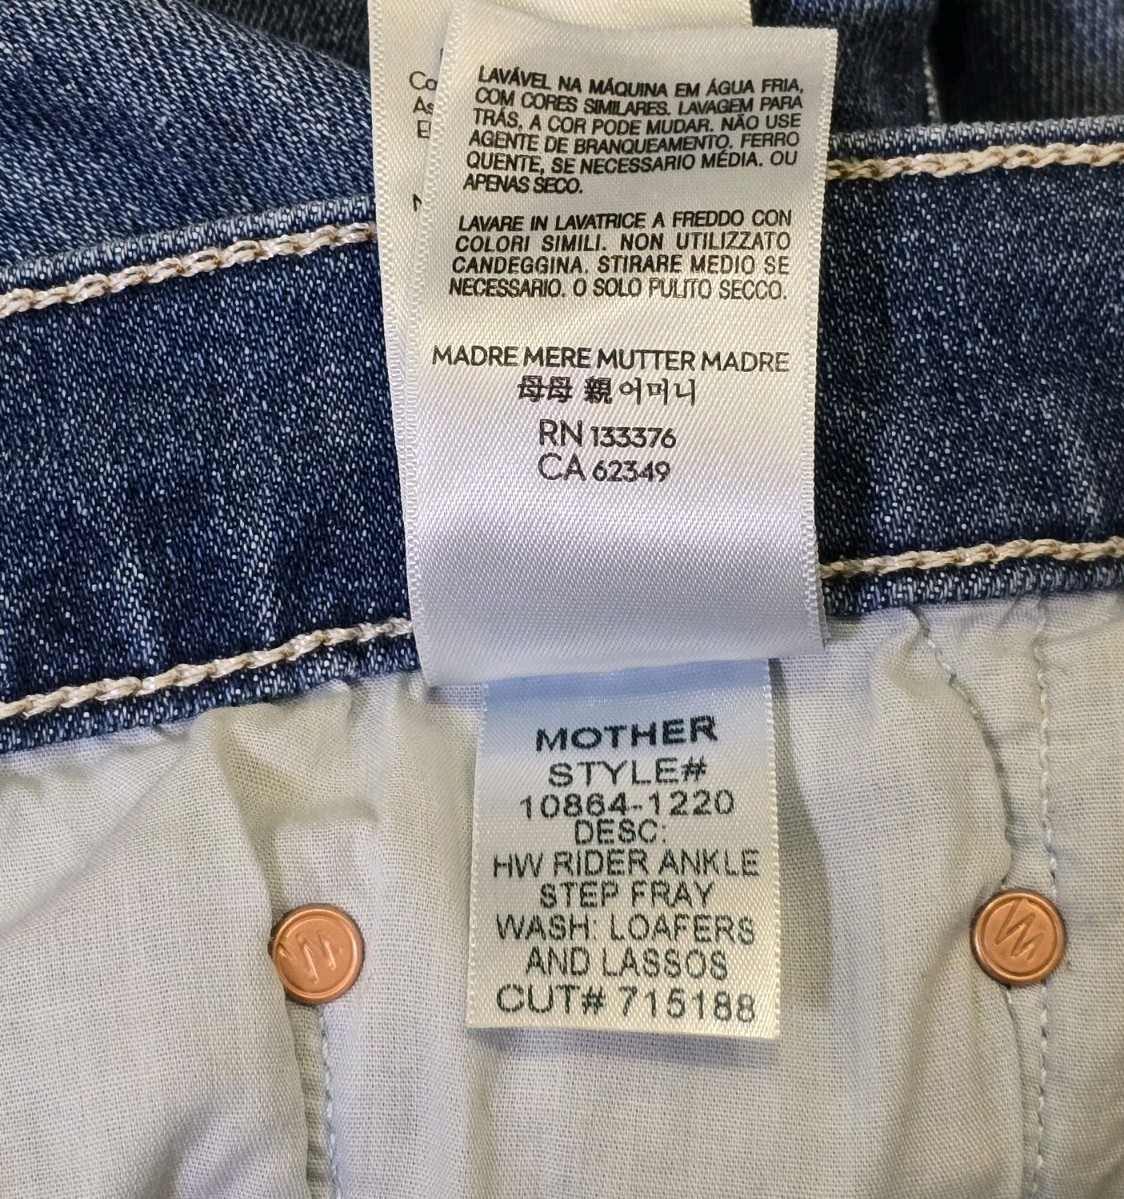 Co
As
LAVÁVEL NA MÁQUINA EM ÁGUA FRIA,
COM CORES SIMILARES. LAVAGEM PARA
TRÁS. A COR PODE MUDAR. NÃO USE
AGENTE DE BRANQUEAMENTO. FERRO
QUENTE, SE NECESSARIO MÉDIA. OU
APENAS SECO.
LAVARE IN LAVATRICE A FREDDO CON
COLORI SIMILI. NON UTILIZZATO
CANDEGGINA. STIRARE MEDIO SE
NECESSARIO. O SOLO PULITO SECCO.
MADRE MERE MUTTER MADRE
母母 親 어머니
RN 133376
CA 62349
MOTHER
STYLE#
10864-1220
DESC:
HW RIDER ANKLE
STEP FRAY
WASH: LOAFERS
AND LASSOS
CUT# 715188